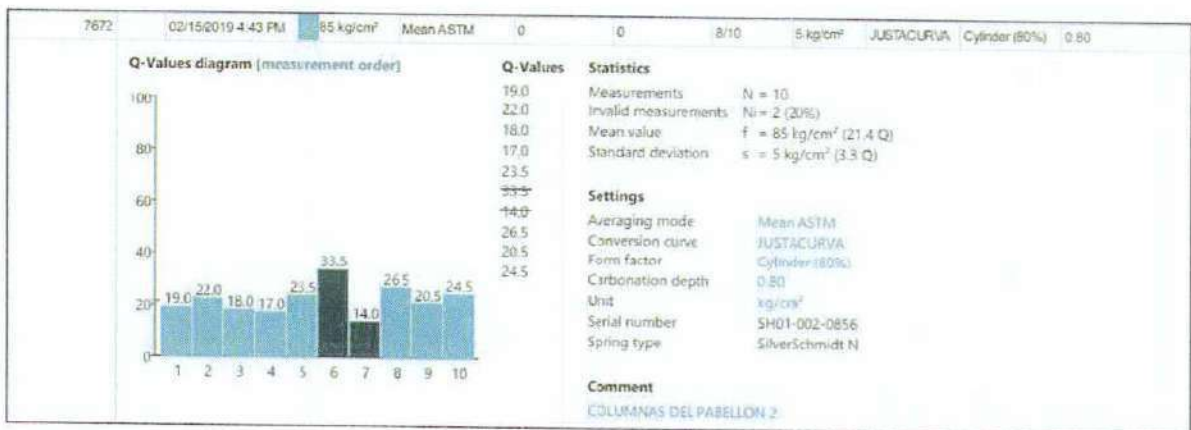 7672 02/15/2019 4:43 PM 85 kg/cm² Mean ASTM 0 0 8/10 5 kg/cm² JUSTACURVA Cylinder (80%) 0.80
Q-Values diagram (measurement order)
100
80
60
40
20
0
19.0 22.0 18.0 17.0 23.5 33.5 14.0 26.5 20.5 24.5
1 2 3 4 5 6 7 8 9 10
Q-Values
19.0
22.0
18.0
17.0
23.5
33.5
14.0
26.5
20.5
24.5
Statistics
Measurements N = 10
Invalid measurements Ni = 2 (20%)
Mean value f = 85 kg/cm² (21.4 Q)
Standard deviation s = 5 kg/cm² (3.3 Q)
Settings
Averaging mode Mean ASTM
Conversion curve JUSTACURVA
Form factor Cylinder (80%)
Carbonation depth 0.80
Unit kg/cm²
Serial number SH01-002-0856
Spring type SilverSchmidt N
Comment
COLUMNAS DEL PABELLON 2